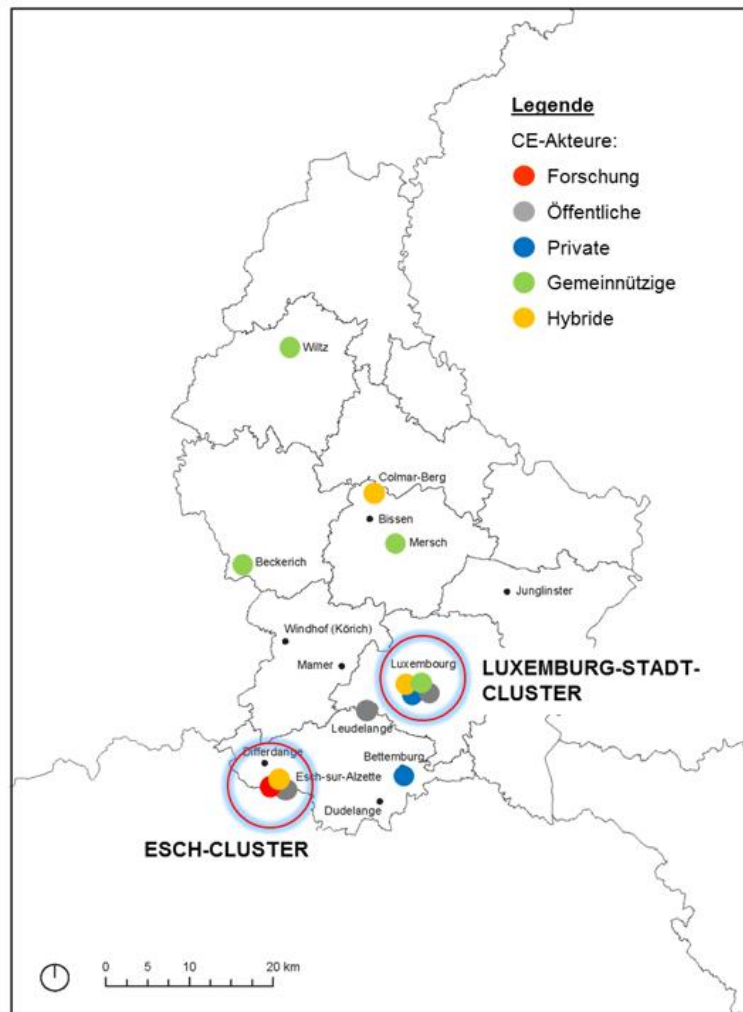 Legende
CE-Akteure:
Forschung
Öffentliche
Private
Gemeinnützige
Hybride
Wiltz
Colmar-Berg
Bissen
Mersch
Beckerich
Junglinster
Windhof (Körich)
Mamer
Luxembourg
LUXEMBURG-STADT-
CLUSTER
Leudelange
Differdange
Bettemburg
Esch-sur-Alzette
Dudelange
ESCH-CLUSTER
0 5 10 20 km